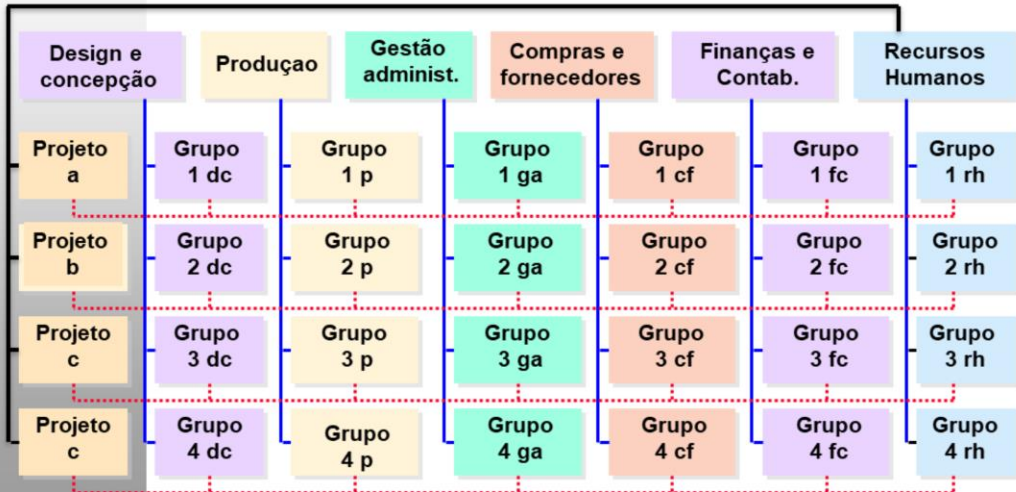 Design e
concepção
Produçao
Gestão
administ.
Compras e
fornecedores
Finanças e
Contab.
Recursos
Humanos
Projeto
a
Grupo
1 dc
Grupo
1 p
Grupo
1 ga
Grupo
1 cf
Grupo
1 fc
Grupo
1 rh
Projeto
b
Grupo
2 dc
Grupo
2 p
Grupo
2 ga
Grupo
2 cf
Grupo
2 fc
Grupo
2 rh
Projeto
c
Grupo
3 dc
Grupo
3 p
Grupo
3 ga
Grupo
3 cf
Grupo
3 fc
Grupo
3 rh
Projeto
c
Grupo
4 dc
Grupo
4 p
Grupo
4 ga
Grupo
4 cf
Grupo
4 fc
Grupo
4 rh